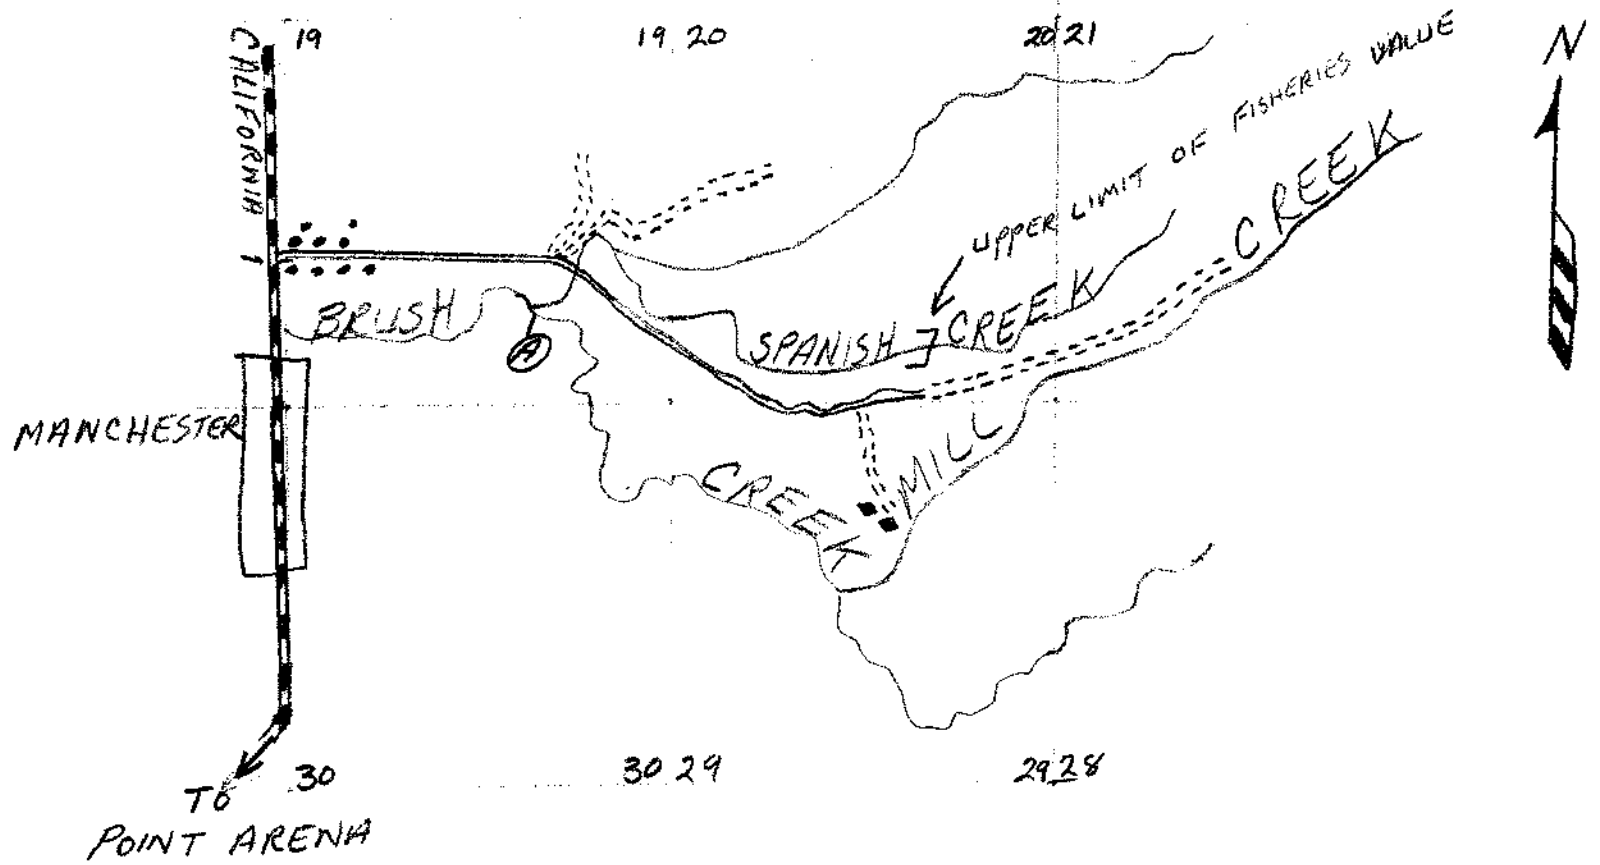 19
19 20
20 21
N
CALIFORNIA 1
UPPER LIMIT OF FISHERIES VALUE
BRUSH
SPANISH CREEK
CREEK
A
MANCHESTER
CREEK
MILL
30
30 29
29 28
TO
POINT ARENA